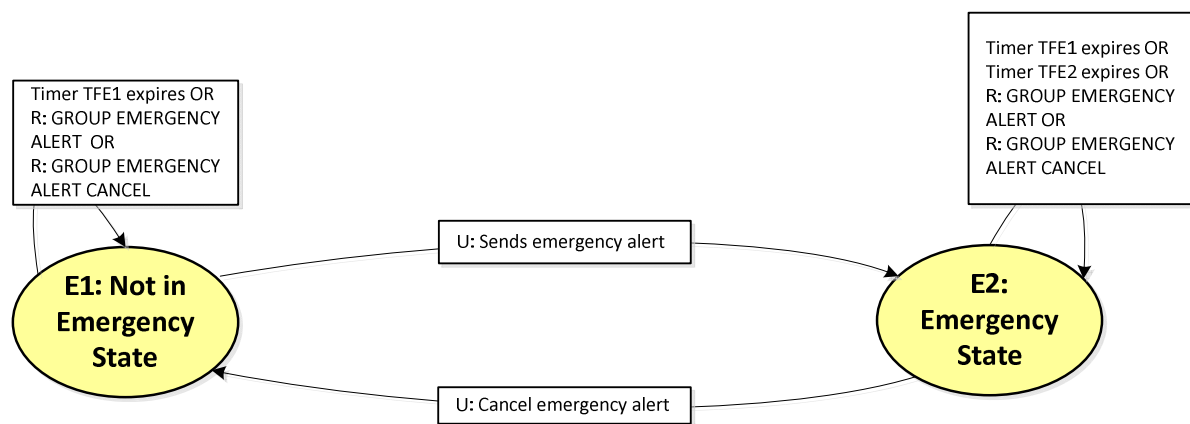 Timer TFE1 expires OR
R: GROUP EMERGENCY
ALERT OR
R: GROUP EMERGENCY
ALERT CANCEL
Timer TFE1 expires OR
Timer TFE2 expires OR
R: GROUP EMERGENCY
ALERT OR
R: GROUP EMERGENCY
ALERT CANCEL
U: Sends emergency alert
E1: Not in
Emergency
State
E2:
Emergency
State
U: Cancel emergency alert